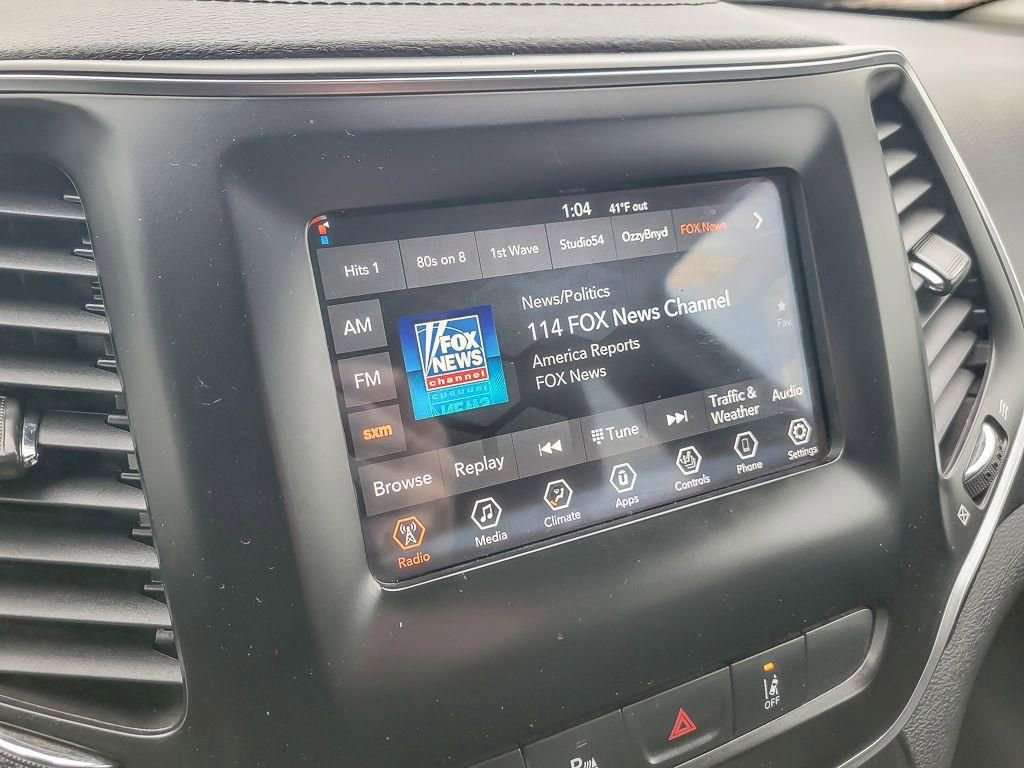 1:04 41°F out
Hits 1 80s on 8 1st Wave Studio54 OzzyBnyd FOX News
News/Politics
114 FOX News Channel
America Reports
FOX News
Fav
AM
FM
sxm
FOX
NEWS
channel
Browse Replay Tune Traffic & Weather Audio
Radio Media Climate Apps Controls Phone Settings
OFF